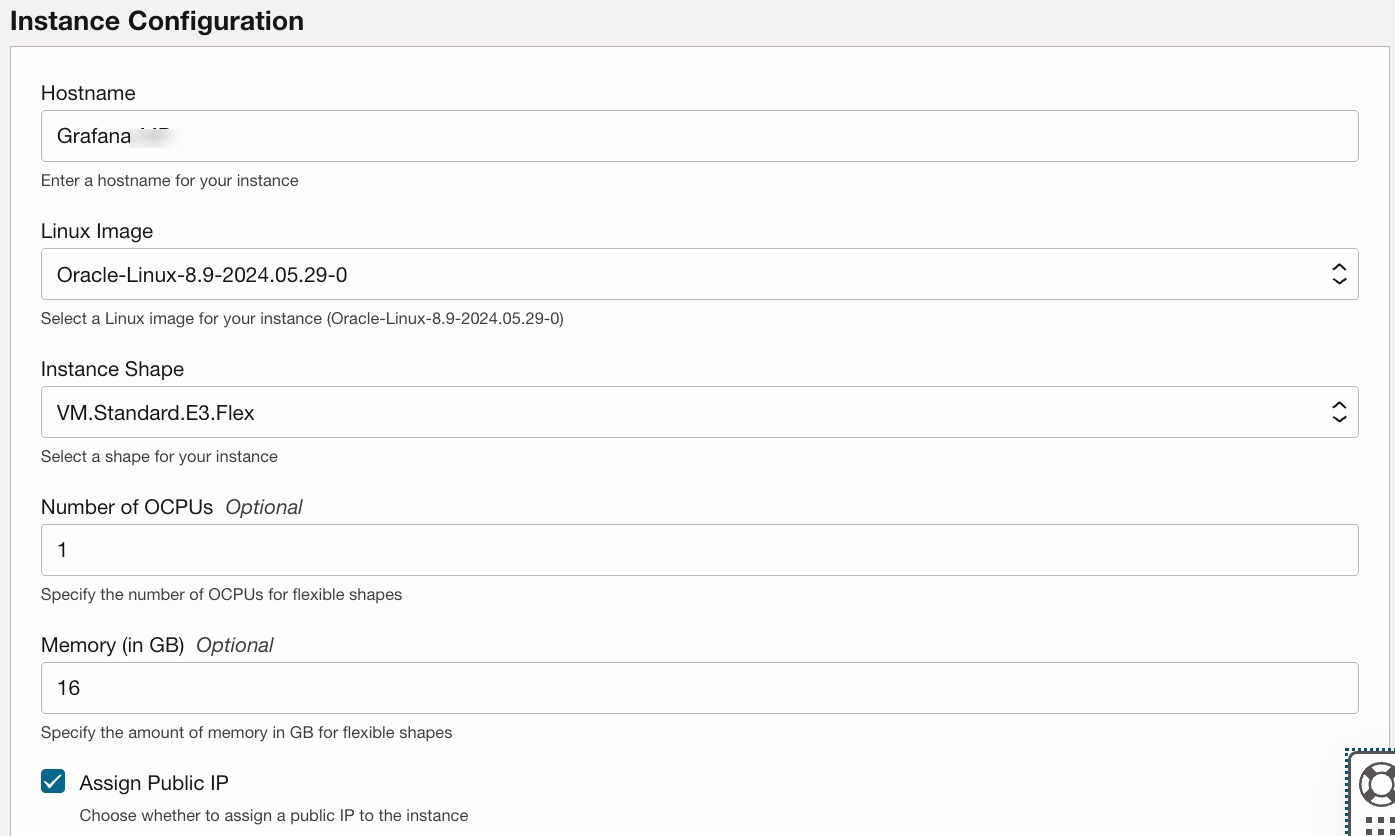 Instance Configuration
Hostname
Grafana
Enter a hostname for your instance
Linux Image
Oracle-Linux-8.9-2024.05.29-0
Select a Linux image for your instance (Oracle-Linux-8.9-2024.05.29-0)
Instance Shape
VM.Standard.E3.Flex
Select a shape for your instance
Number of OCPUs Optional
1
Specify the number of OCPUs for flexible shapes
Memory (in GB) Optional
16
Specify the amount of memory in GB for flexible shapes
Assign Public IP
Choose whether to assign a public IP to the instance